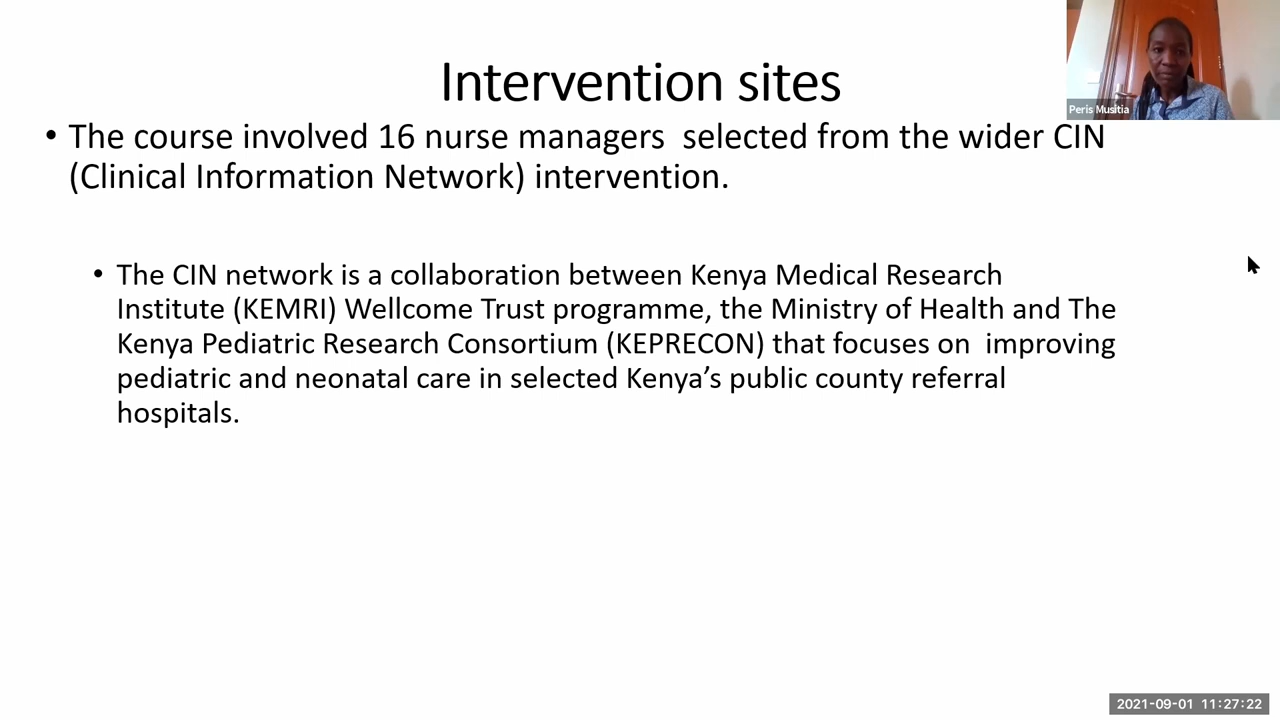 Intervention sites
Peris Musitia
• The course involved 16 nurse managers  selected from the wider CIN
(Clinical Information Network) intervention.
• The CIN network is a collaboration between Kenya Medical Research
Institute (KEMRI) Wellcome Trust programme, the Ministry of Health and The
Kenya Pediatric Research Consortium (KEPRECON) that focuses on  improving
pediatric and neonatal care in selected Kenya’s public county referral
hospitals.
2021-09-01 11:27:22